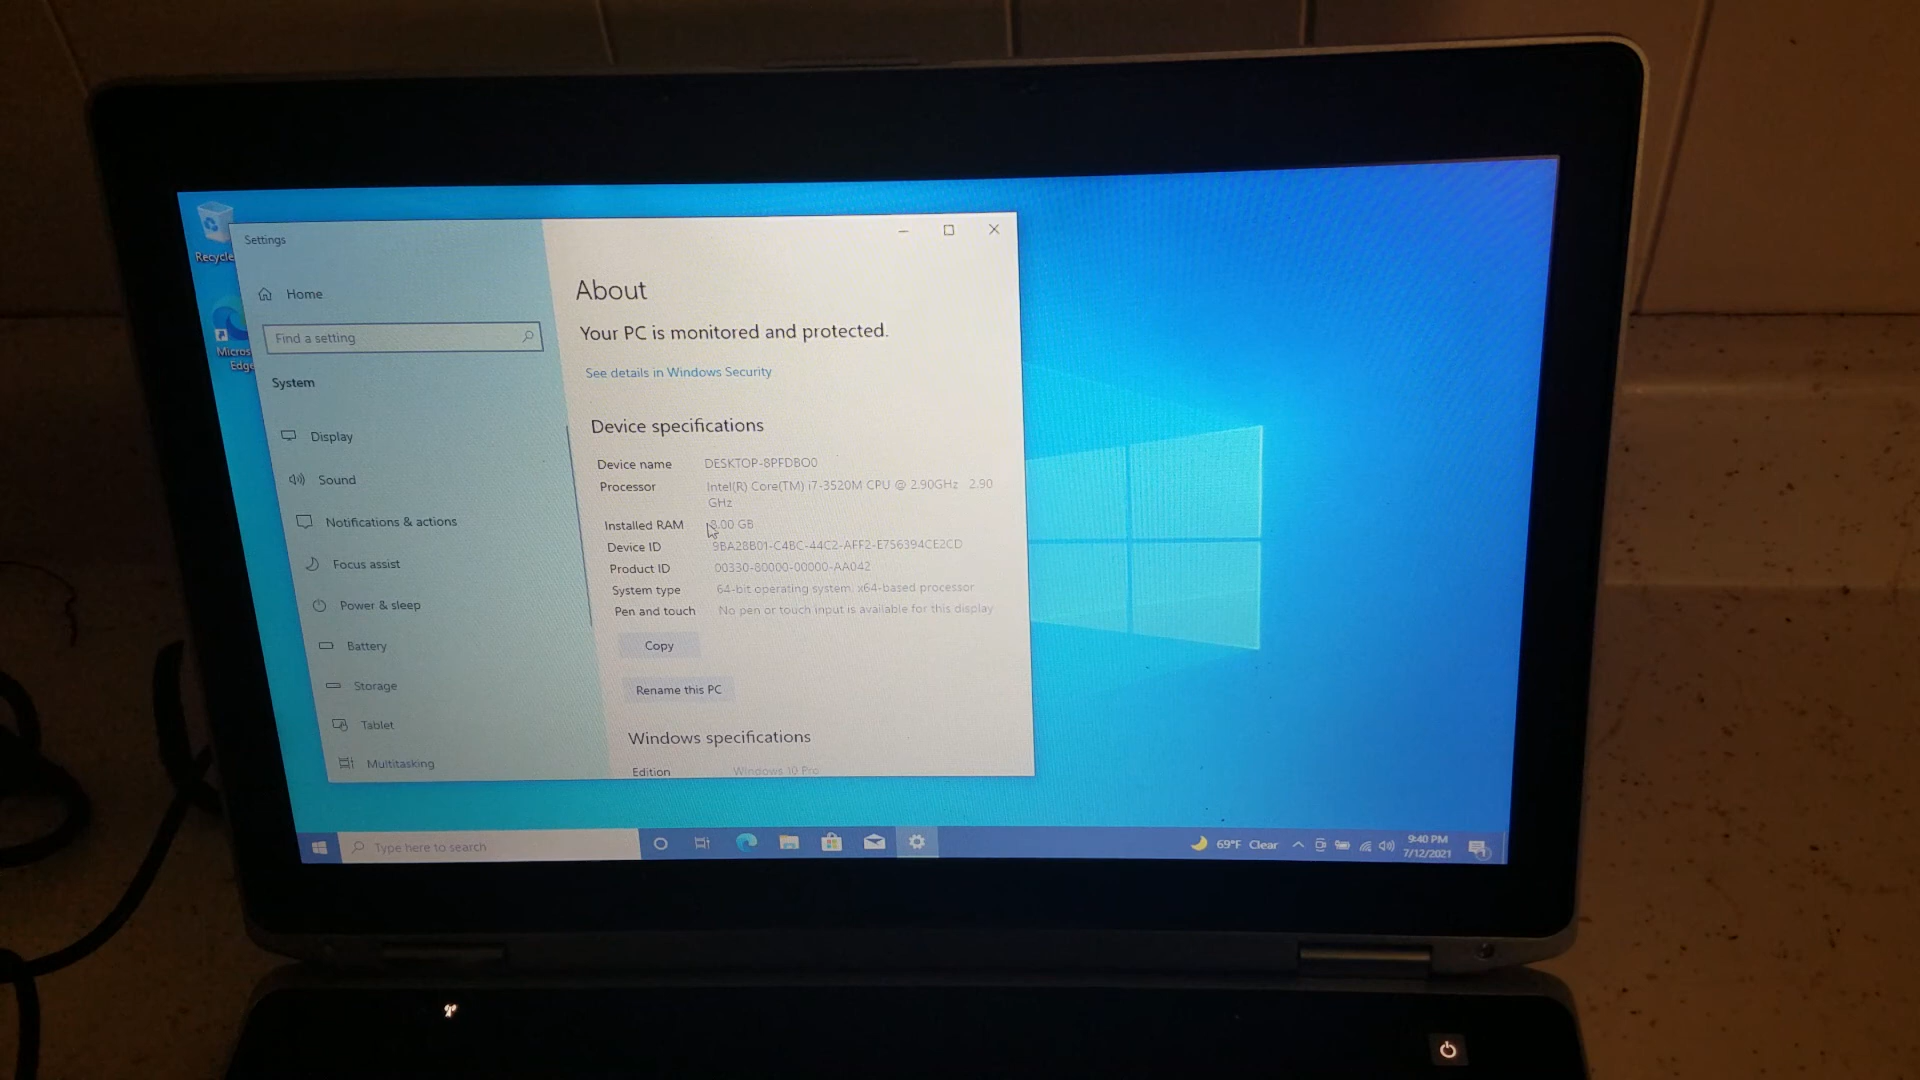 Recycle
Micros
Edge
Settings
Home
Find a setting
System
Display
Sound
Notifications & actions
Focus assist
Power & sleep
Battery
Storage
Tablet
Multitasking
About
Your PC is monitored and protected.
See details in Windows Security
Device specifications
Device name DESKTOP-8PFDBO0
Processor Intel(R) Core(TM) i7-3520M CPU @ 2.90GHz 2.90
GHz
Installed RAM 8.00 GB
Device ID 9BA28B01-C4BC-44C2-AFF2-E756394CE2CD
Product ID 00330-80000-00000-AA042
System type 64-bit operating system, x64-based processor
Pen and touch No pen or touch input is available for this display
Copy
Rename this PC
Windows specifications
Edition Windows 10 Pro
Type here to search
69°F Clear
9:40 PM
7/12/2021
1